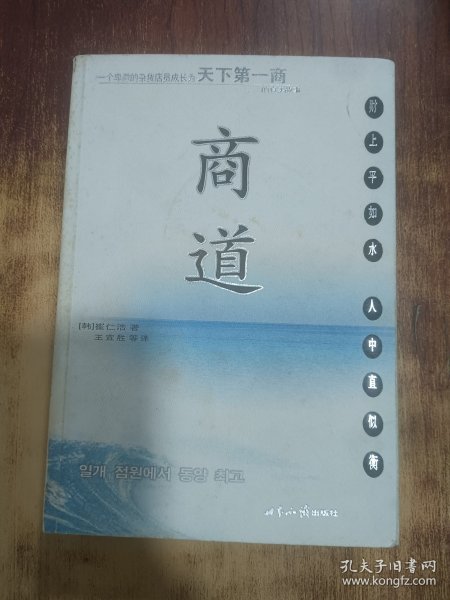 一个卑微的杂货店员成长为天下第一商
商道
财上平如水 人中直似衡
[韩]崔仁浩 著
王宜胜 等译
일개 점원에서 동양 최고
世界知识出版社
孔夫子旧书网
www.kongfz.com